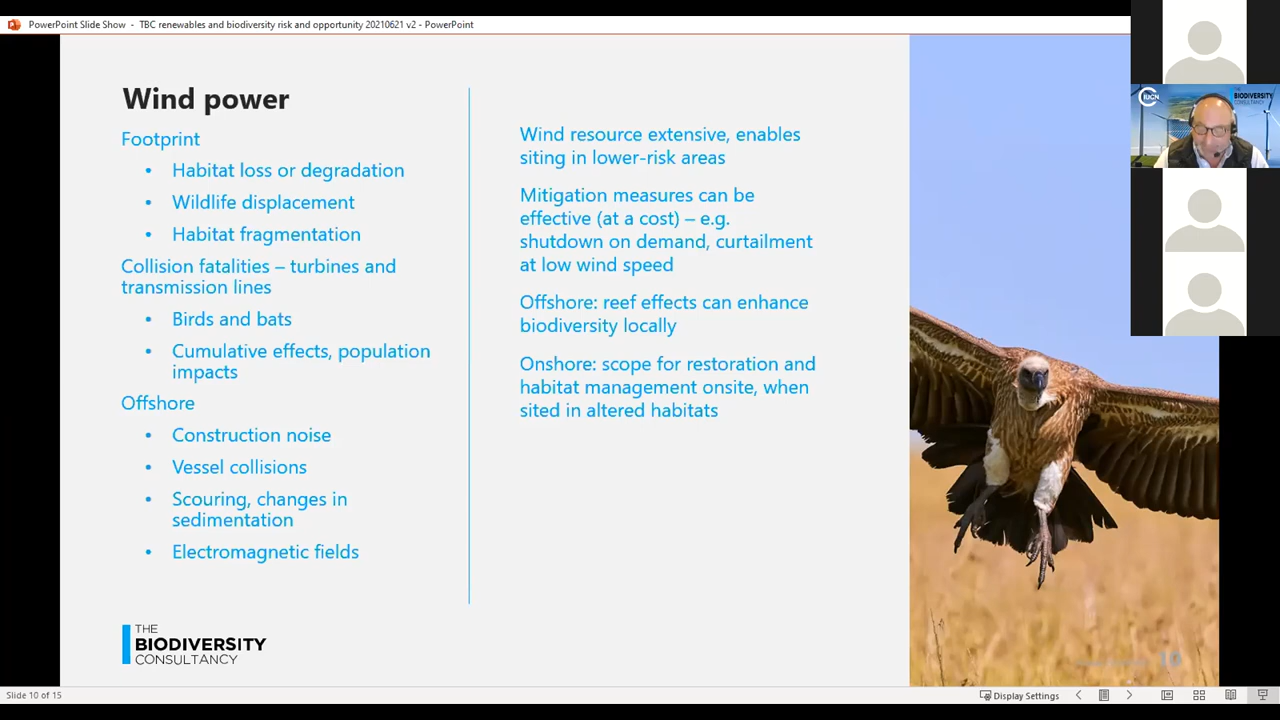 PowerPoint Slide Show - TBC renewables and biodiversity risk and opportunity 20210621 v2 - PowerPoint
Wind power
Footprint
• Habitat loss or degradation
• Wildlife displacement
• Habitat fragmentation
Collision fatalities – turbines and
transmission lines
• Birds and bats
• Cumulative effects, population
impacts
Offshore
• Construction noise
• Vessel collisions
• Scouring, changes in
sedimentation
• Electromagnetic fields
Wind resource extensive, enables
siting in lower-risk areas
Mitigation measures can be
effective (at a cost) – e.g.
shutdown on demand, curtailment
at low wind speed
Offshore: reef effects can enhance
biodiversity locally
Onshore: scope for restoration and
habitat management onsite, when
sited in altered habitats
IUCN
THE
BIODIVERSITY
CONSULTANCY
THE
BIODIVERSITY
CONSULTANCY
10
Slide 10 of 15
Display Settings